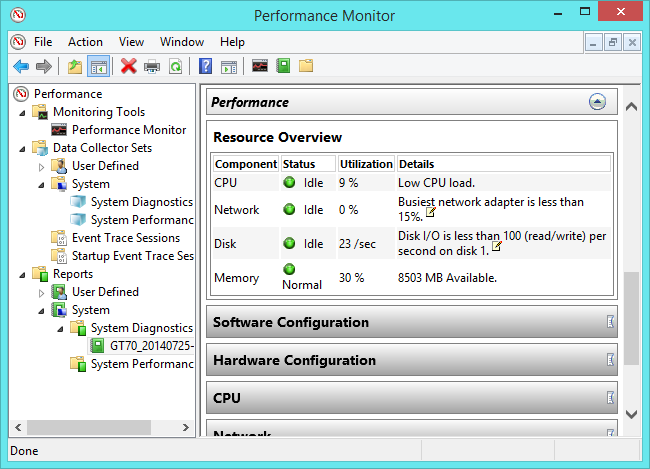 Performance Monitor
File Action View Window Help
Performance
Monitoring Tools
Performance Monitor
Data Collector Sets
User Defined
System
System Diagnostics
System Performanc
Event Trace Sessions
Startup Event Trace Ses
Reports
User Defined
System
System Diagnostics
GT70_20140725-
System Performanc
Performance
Resource Overview
Component Status Utilization Details
CPU Idle 9 % Low CPU load.
Network Idle 0 % Busiest network adapter is less than
15%.
Disk Idle 23 /sec Disk I/O is less than 100 (read/write) per
second on disk 1.
Memory Normal 30 % 8503 MB Available.
Software Configuration
Hardware Configuration
CPU
Network
Done